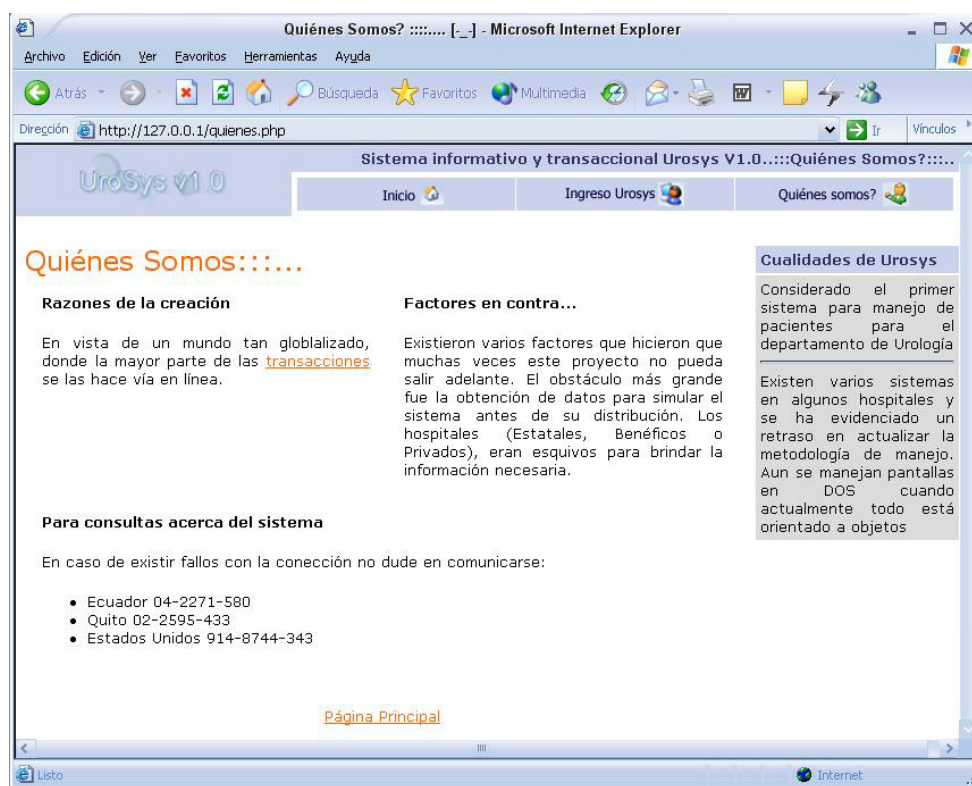 Quiénes Somos? ::::.... [-_-] - Microsoft Internet Explorer
Archivo Edición Ver Favoritos Herramientas Ayuda
Atrás Búsqueda Favoritos Multimedia
Dirección http://127.0.0.1/quienes.php Ir Vínculos
Sistema informativo y transaccional Urosys V1.0..:::Quiénes Somos?:::..
UroSys v1.0
Inicio Ingreso Urosys Quiénes somos?
Quiénes Somos:::...
Razones de la creación
En vista de un mundo tan globlalizado,
donde la mayor parte de las transacciones
se las hace vía en línea.
Factores en contra...
Existieron varios factores que hicieron que
muchas veces este proyecto no pueda
salir adelante. El obstáculo más grande
fue la obtención de datos para simular el
sistema antes de su distribución. Los
hospitales (Estatales, Benéficos o
Privados), eran esquivos para brindar la
información necesaria.
Para consultas acerca del sistema
En caso de existir fallos con la conección no dude en comunicarse:
• Ecuador 04-2271-580
• Quito 02-2595-433
• Estados Unidos 914-8744-343
Página Principal
Cualidades de Urosys
Considerado el primer
sistema para manejo de
pacientes para el
departamento de Urología
Existen varios sistemas
en algunos hospitales y
se ha evidenciado un
retraso en actualizar la
metodología de manejo.
Aun se manejan pantallas
en DOS cuando
actualmente todo está
orientado a objetos
Listo Internet